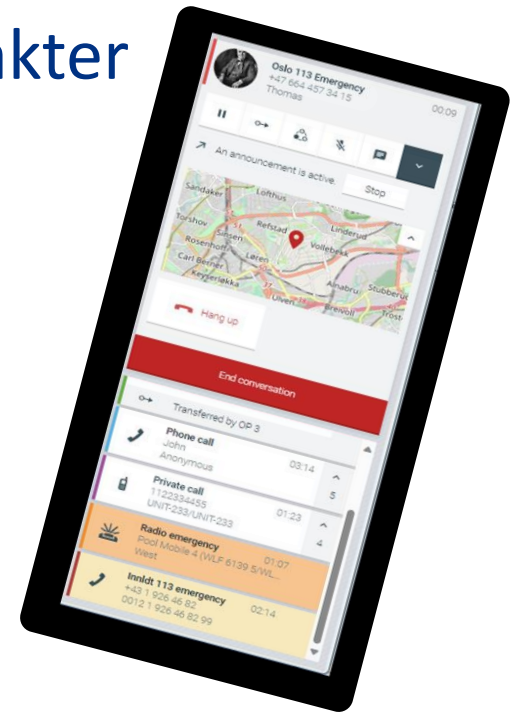 akter
Oslo 113 Emergency
+47 664 457 34 15
Thomas
00:09
An announcement is active.
Stop
Sandaker
Lofthus
Torshov
Sinsen
Refstad
Linderud
Rosenhoff
Løren
Vollebekk
Carl Berner
Keyserløkka
Ulven
Alnabru
Breivoll
Hang up
End conversation
Transferred by OP 3
Phone call
John
Anonymous
03:14
5
Private call
1122334455
UNIT-233/UNIT-233
01:23
4
Radio emergency
Pool Mobile 4 (WLF 6139 5/WL...
West
01:07
Innldt 113 emergency
+43 1 926 46 82
0012 1 926 46 82 99
02:14